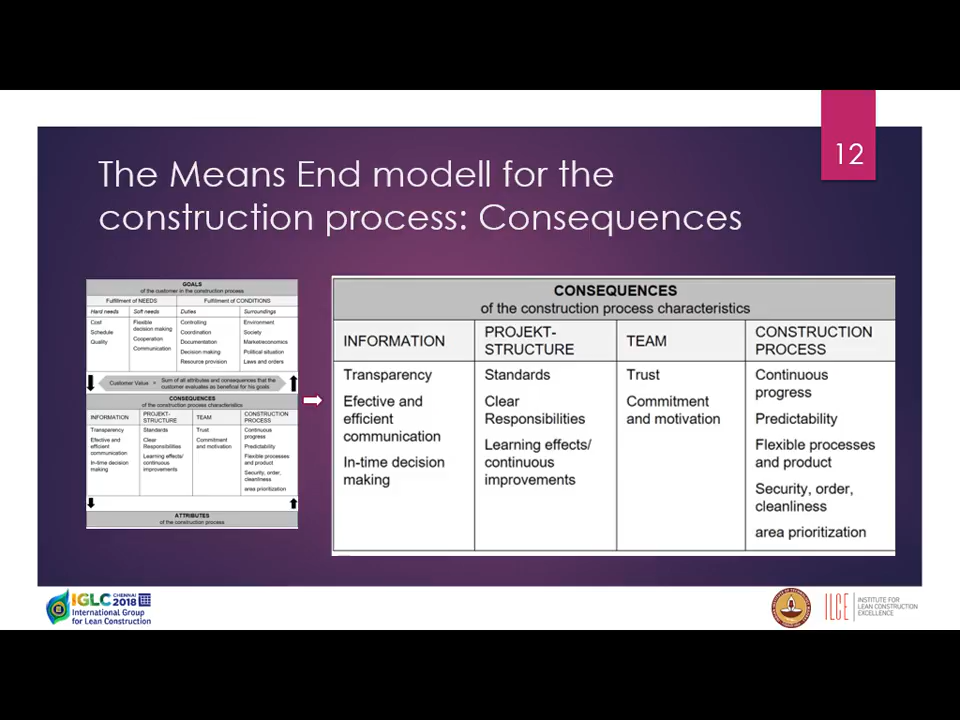 12
The Means End modell for the
construction process: Consequences
GOALS
of the customer in the construction process
Fulfillment of NEEDS
Fulfillment of CONDITIONS
Hard needs
Soft needs
Duties
Surroundings
Cost
Schedule
Quality
Flexible
decision making
Cooperation
Communication
Controlling
Coordination
Documentation
Decision making
Resource provision
Environment
Society
Marketeconomics
Political situation
Laws and orders
Customer Value = Sum of all attributes and consequences that the
customer evaluates as beneficial for his goals
CONSEQUENCES
of the construction process characteristics
INFORMATION
PROJEKT-
STRUCTURE
TEAM
CONSTRUCTION
PROCESS
Transparency
Efective and
efficient
communication
In-time decision
making
Standards
Clear
Responsibilities
Learning effects/
continuous
improvements
Trust
Commitment
and motivation
Continuous
progress
Predictability
Flexible processes
and product
Security, order,
cleanliness
area prioritization
ATTRIBUTES
of the construction process
CONSEQUENCES
of the construction process characteristics
INFORMATION
PROJEKT-
STRUCTURE
TEAM
CONSTRUCTION
PROCESS
Transparency
Efective and
efficient
communication
In-time decision
making
Standards
Clear
Responsibilities
Learning effects/
continuous
improvements
Trust
Commitment
and motivation
Continuous
progress
Predictability
Flexible processes
and product
Security, order,
cleanliness
area prioritization
IGLC CHENNAI 2018
International Group
for Lean Construction
ILCE
INSTITUTE FOR
LEAN CONSTRUCTION
EXCELLENCE